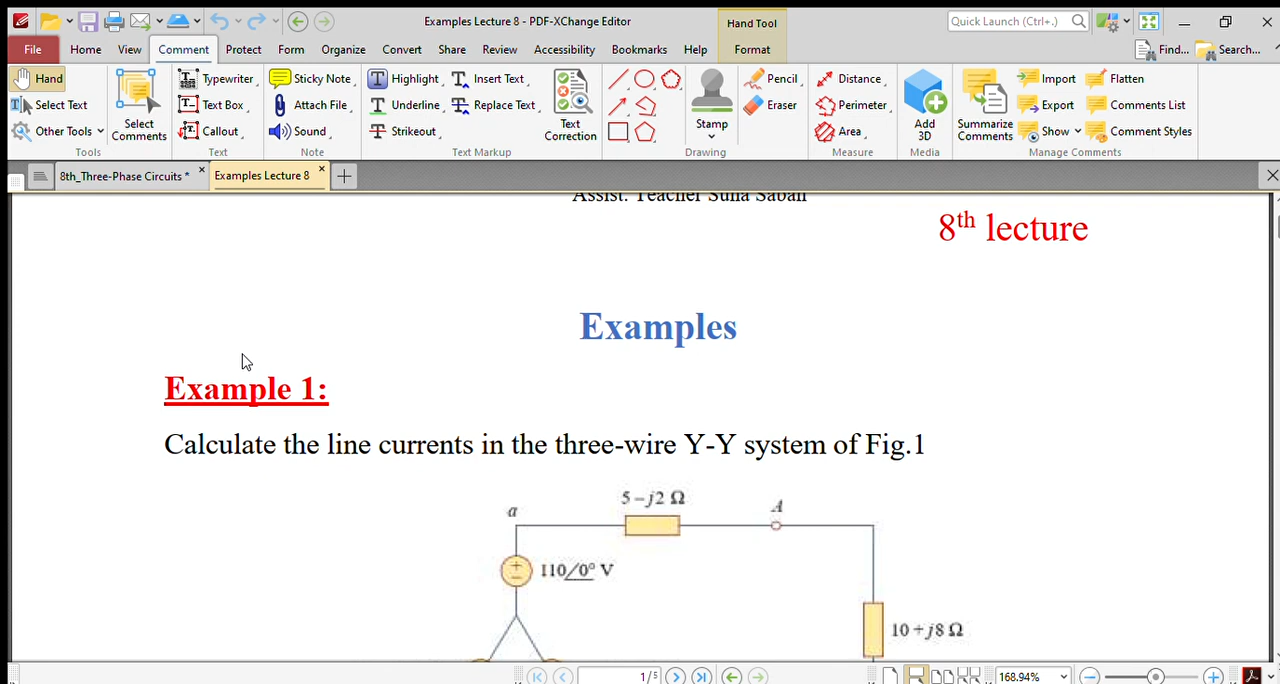 Examples Lecture 8 - PDF-XChange Editor
Hand Tool
Quick Launch (Ctrl+.)
File Home View Comment Protect Form Organize Convert Share Review Accessibility Bookmarks Help Format Find... Search...
Hand Typewriter Sticky Note Highlight Insert Text Pencil Distance Import Flatten
Select Text Text Box Attach File Underline Replace Text Eraser Perimeter Export Comments List
Other Tools Select Comments Callout Sound Strikeout Text Correction Stamp Area Add 3D Summarize Comments Show Comment Styles
Tools Text Note Text Markup Drawing Measure Media Manage Comments
8th_Three-Phase Circuits * Examples Lecture 8
Assist. Teacher Suha Sabah
8th lecture
Examples
Example 1:
Calculate the line currents in the three-wire Y-Y system of Fig.1
5 – j2 Ω
a A
+
−
110/0° V
10 + j8 Ω
1/5 168.94%